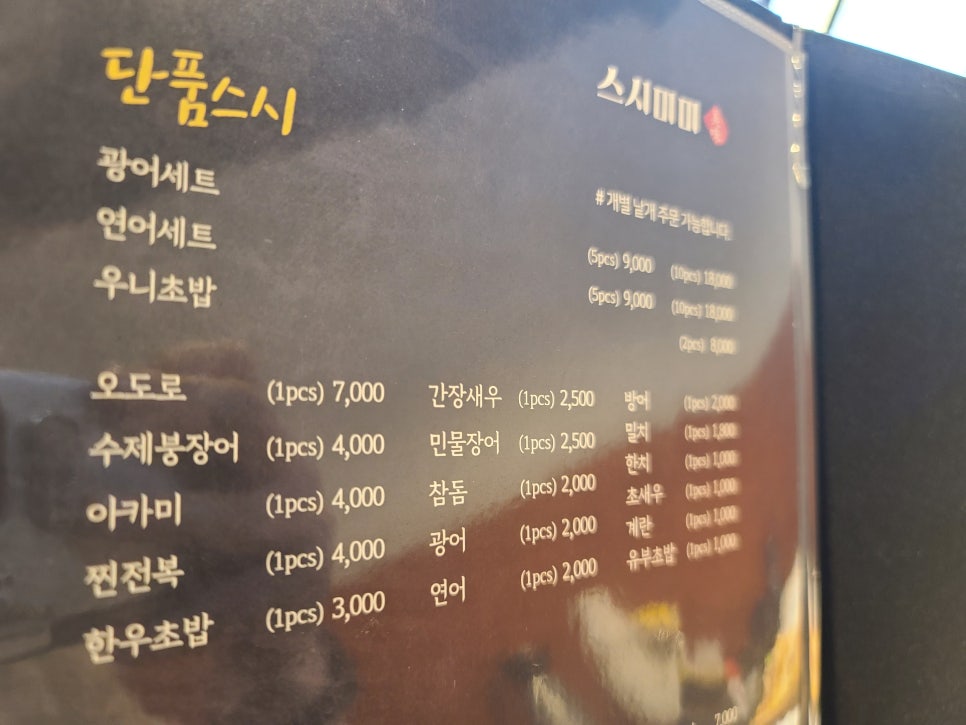 단품스시
스시미미
# 개별 낱개 주문 가능합니다.
광어세트 (5pcs) 9,000 (10pcs) 18,000
연어세트 (5pcs) 9,000 (10pcs) 18,000
우니초밥 (2pcs) 8,000
오도로 (1pcs) 7,000
수제붕장어 (1pcs) 4,000
아카미 (1pcs) 4,000
찐전복 (1pcs) 4,000
한우초밥 (1pcs) 3,000
간장새우 (1pcs) 2,500
민물장어 (1pcs) 2,500
참돔 (1pcs) 2,000
광어 (1pcs) 2,000
연어 (1pcs) 2,000
방어 (1pcs) 2,000
밀치 (1pcs) 1,800
한치 (1pcs) 1,000
초새우 (1pcs) 1,000
계란 (1pcs) 1,000
유부초밥 (1pcs) 1,000
7,000